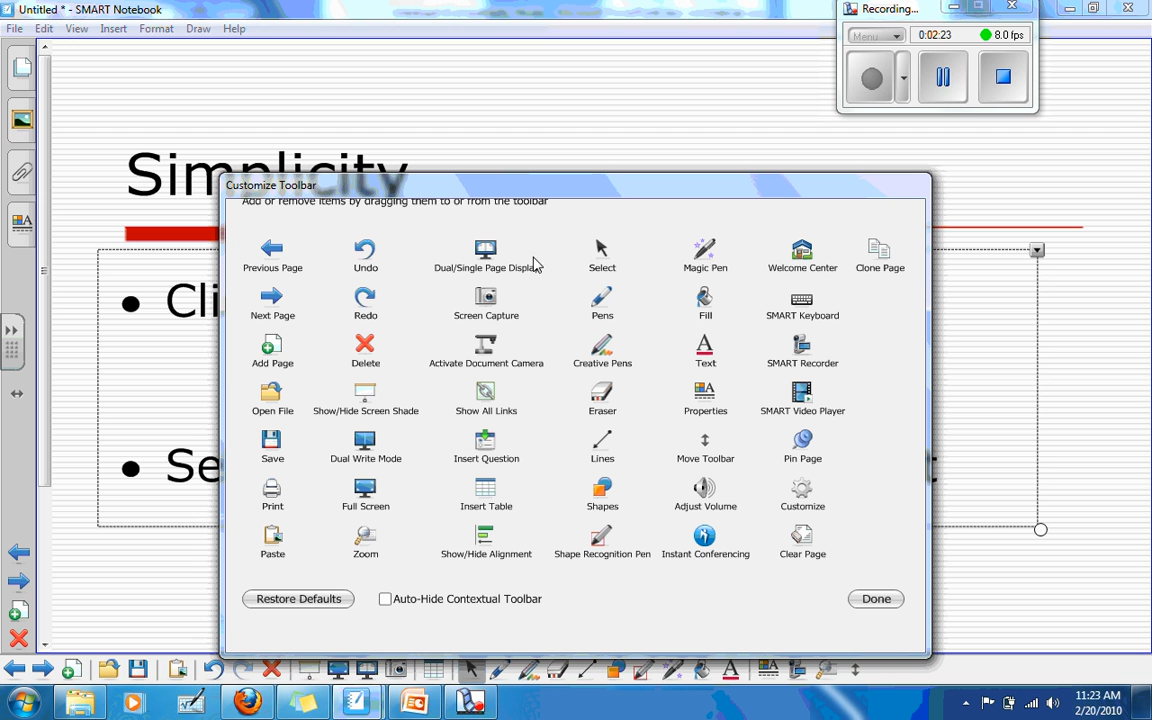 Untitled * - SMART Notebook
Recording...
File Edit View Insert Format Draw Help
Menu 0:02:23 8.0 fps
Simplicity
Customize Toolbar
Add or remove items by dragging them to or from the toolbar
Previous Page Undo Dual/Single Page Display Select Magic Pen Welcome Center Clone Page
• Cli
Next Page Redo Screen Capture Pens Fill SMART Keyboard
Add Page Delete Activate Document Camera Creative Pens Text SMART Recorder
Open File Show/Hide Screen Shade Show All Links Eraser Properties SMART Video Player
Save Dual Write Mode Insert Question Lines Move Toolbar Pin Page
• Se t
Print Full Screen Insert Table Shapes Adjust Volume Customize
Paste Zoom Show/Hide Alignment Shape Recognition Pen Instant Conferencing Clear Page
Restore Defaults Auto-Hide Contextual Toolbar Done
11:23 AM
2/20/2010